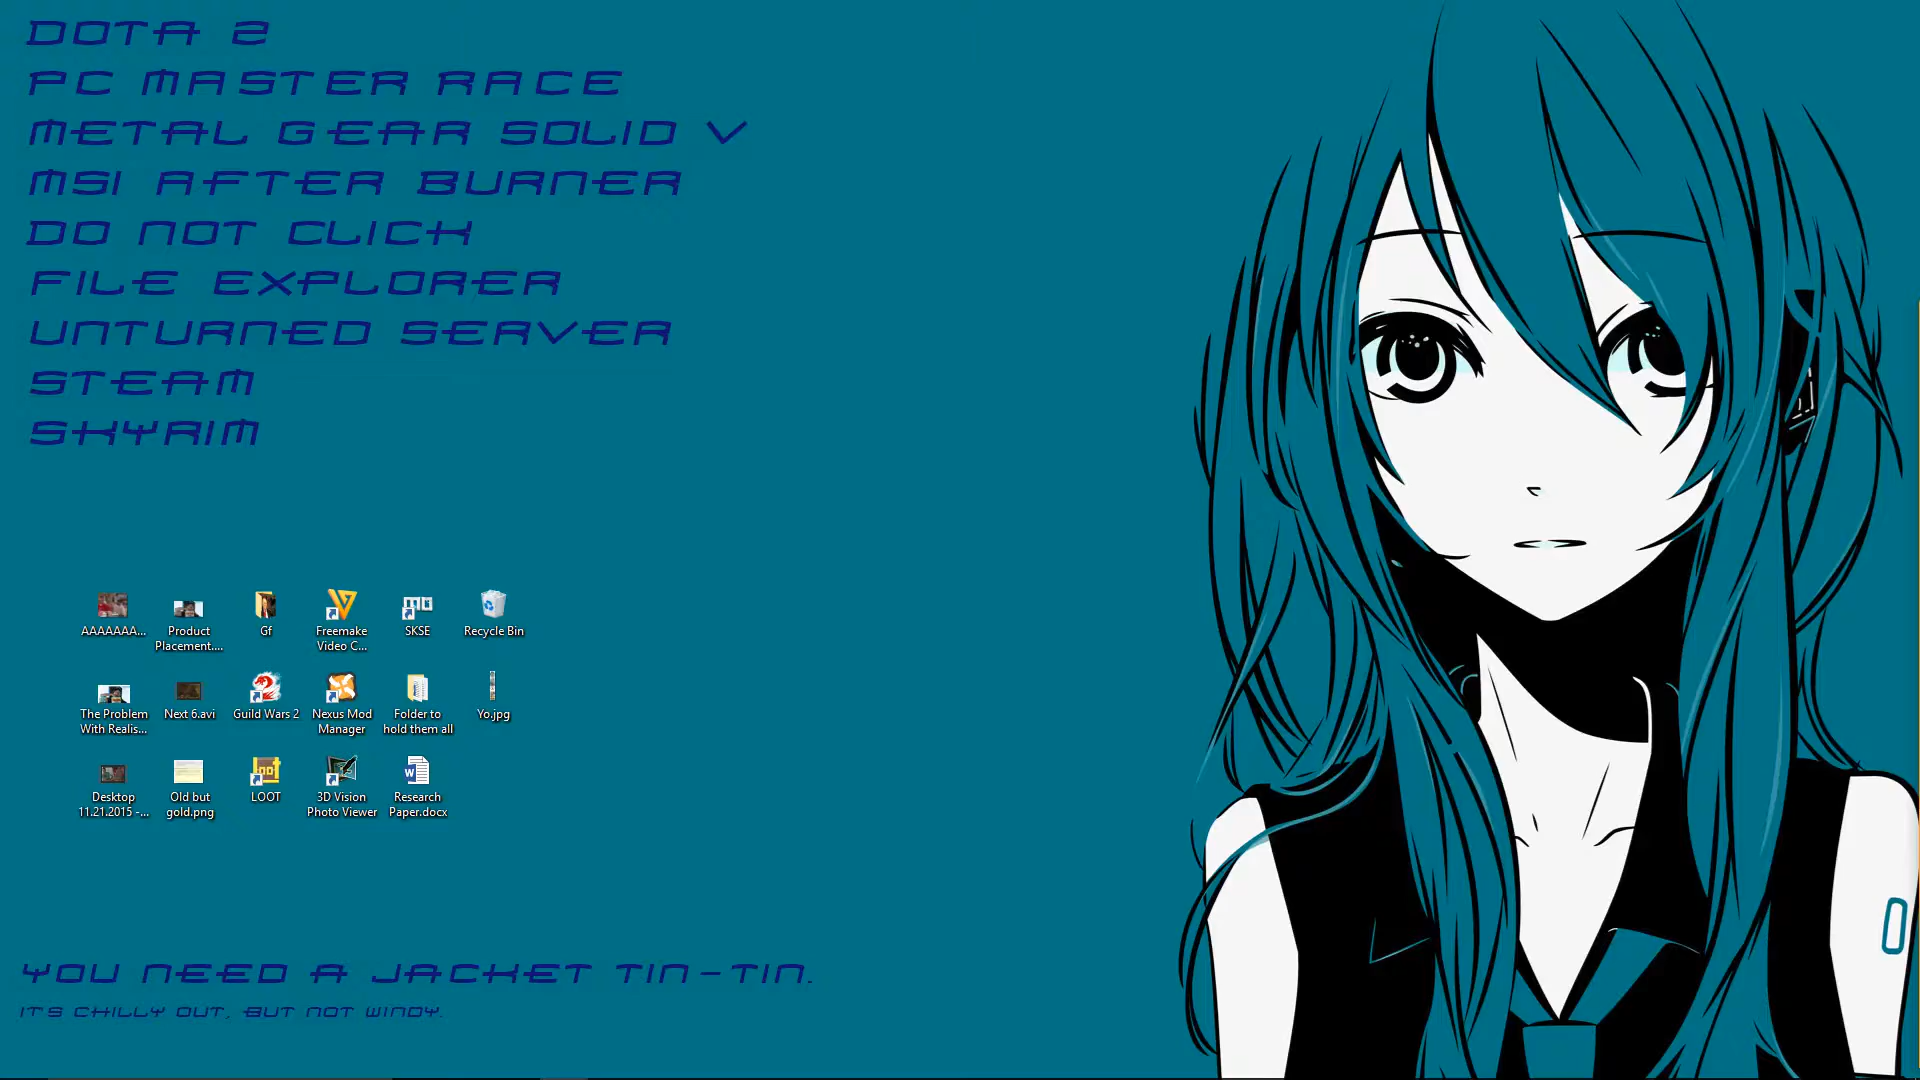 DOTA 2
PC MASTER RACE
METAL GEAR SOLID V
MSI AFTER BURNER
DO NOT CLICK
FILE EXPLORER
UNTURNED SERVER
STEAM
SKYRIM
AAAAAAA...
Product Placement....
Gf
Freemake Video C...
SKSE
Recycle Bin
The Problem With Realis...
Next 6.avi
Guild Wars 2
Nexus Mod Manager
Folder to hold them all
Yo.jpg
Desktop 11.21.2015 -...
Old but gold.png
LOOT
3D Vision Photo Viewer
Research Paper.docx
YOU NEED A JACKET TIN-TIN.
IT'S CHILLY OUT, BUT NOT WINDY.